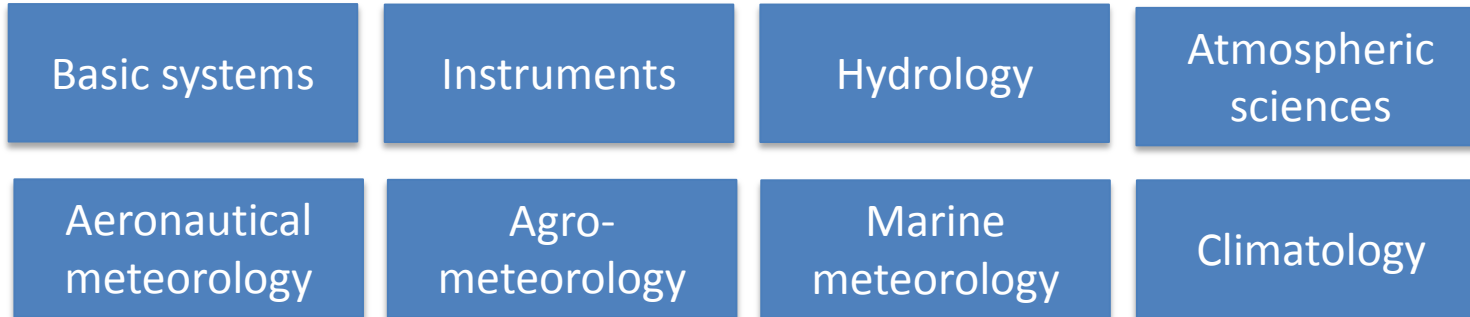 Basic systems
Instruments
Hydrology
Atmospheric
sciences
Aeronautical
meteorology
Agro-
meteorology
Marine
meteorology
Climatology